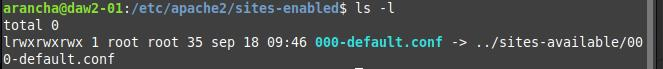 arancha@daw2-01:/etc/apache2/sites-enabled$ ls -l
total 0
lrwxrwxrwx 1 root root 35 sep 18 09:46 000-default.conf -> ../sites-available/00
0-default.conf